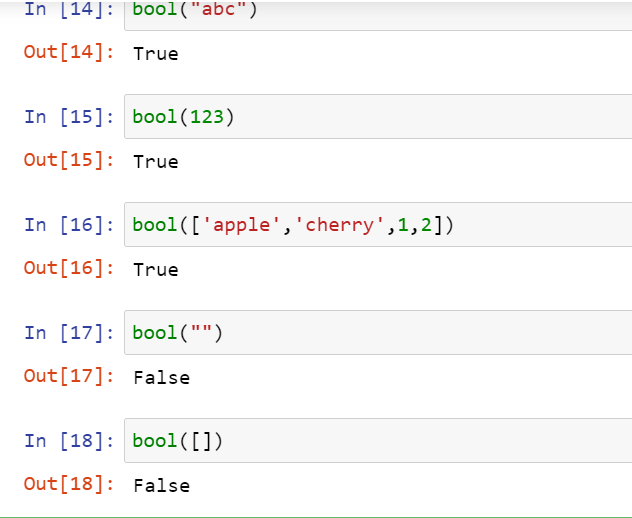 In [14]: bool("abc")
Out[14]: True
In [15]: bool(123)
Out[15]: True
In [16]: bool(['apple','cherry',1,2])
Out[16]: True
In [17]: bool("")
Out[17]: False
In [18]: bool([])
Out[18]: False